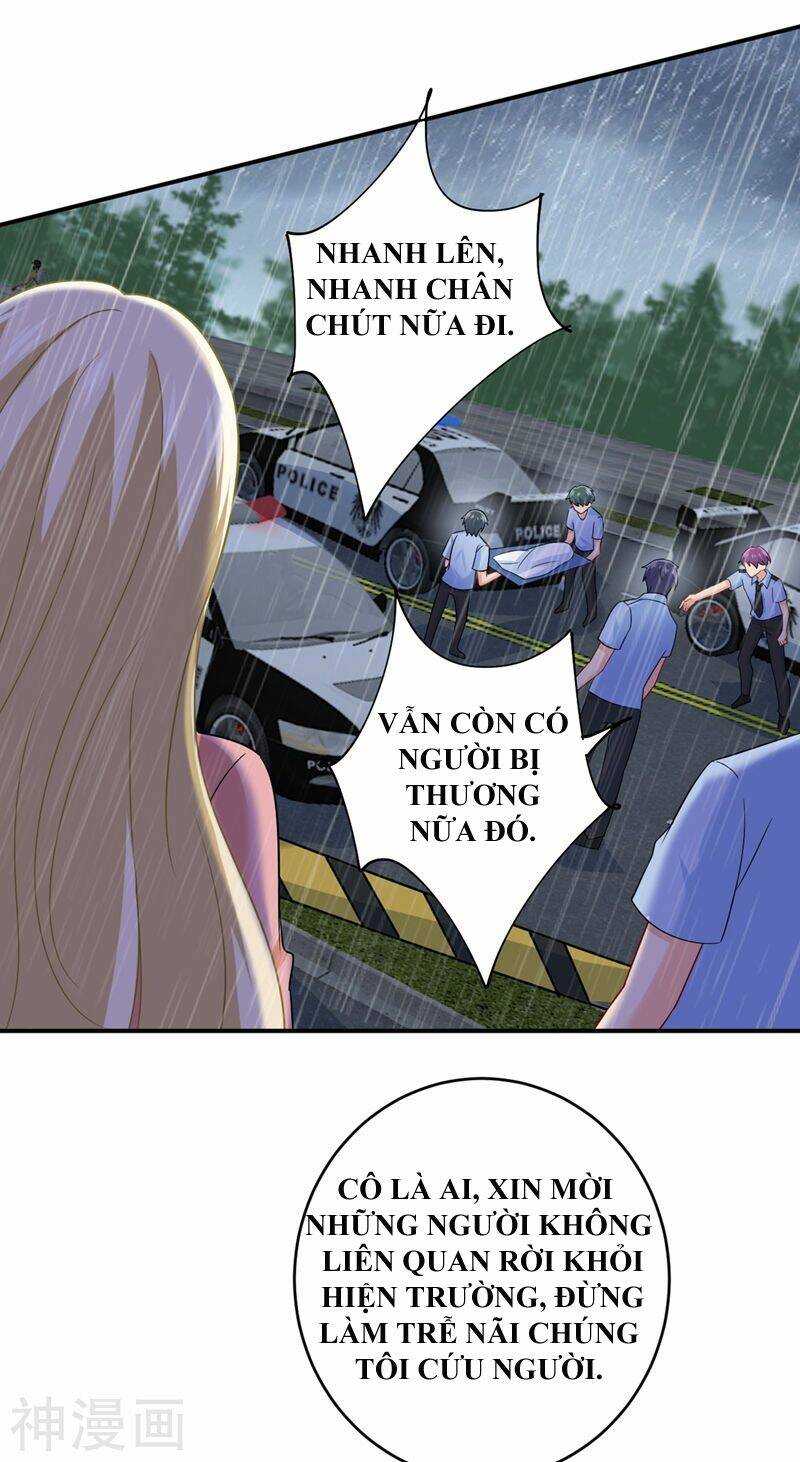 NHANH LÊN,
NHANH CHÂN
CHÚT NỮA ĐI.
POLICE
POLICE
VẪN CÒN CÓ
NGƯỜI BỊ
THƯƠNG
NỮA ĐÓ.
CÔ LÀ AI, XIN MỜI
NHỮNG NGƯỜI KHÔNG
LIÊN QUAN RỜI KHỎI
HIỆN TRƯỜNG, ĐỪNG
LÀM TRỄ NÃI CHÚNG
TÔI CỨU NGƯỜI.
神漫画